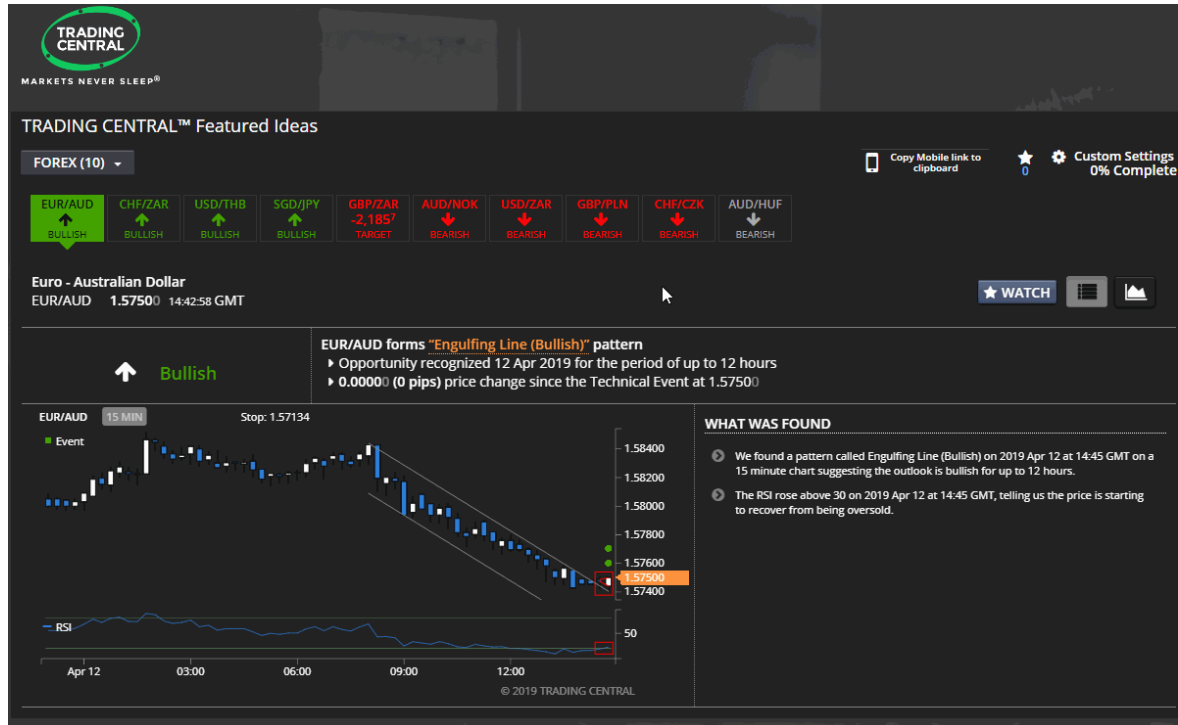 TRADING
CENTRAL
MARKETS NEVER SLEEP®
TRADING CENTRAL™ Featured Ideas
FOREX (10)
Copy Mobile link to
clipboard
0
Custom Settings
0% Complete
EUR/AUD
BULLISH
CHF/ZAR
BULLISH
USD/THB
BULLISH
SGD/JPY
BULLISH
GBP/ZAR
-2,185⁷
TARGET
AUD/NOK
BEARISH
USD/ZAR
BEARISH
GBP/PLN
BEARISH
CHF/CZK
BEARISH
AUD/HUF
BEARISH
Euro - Australian Dollar
EUR/AUD 1.57500 14:42:58 GMT
WATCH
Bullish
EUR/AUD forms "Engulfing Line (Bullish)" pattern
Opportunity recognized 12 Apr 2019 for the period of up to 12 hours
0.00000 (0 pips) price change since the Technical Event at 1.57500
EUR/AUD 15 MIN Stop: 1.57134
Event
1.58400
1.58200
1.58000
1.57800
1.57600
1.57500
1.57400
RSI
50
Apr 12 03:00 06:00 09:00 12:00
© 2019 TRADING CENTRAL
WHAT WAS FOUND
We found a pattern called Engulfing Line (Bullish) on 2019 Apr 12 at 14:45 GMT on a
15 minute chart suggesting the outlook is bullish for up to 12 hours.
The RSI rose above 30 on 2019 Apr 12 at 14:45 GMT, telling us the price is starting
to recover from being oversold.